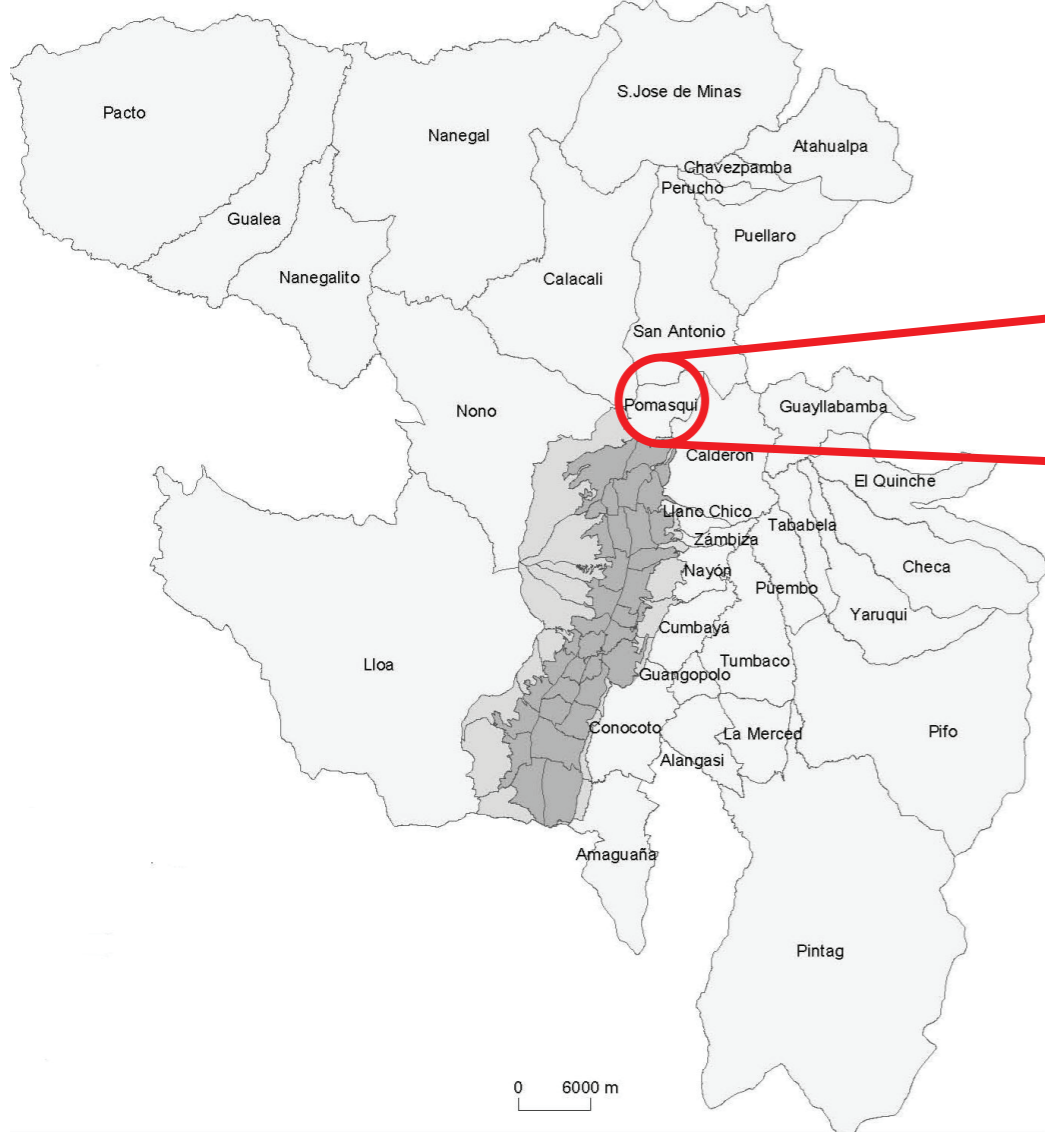 S.Jose de Minas
Pacto
Nanegal
Atahualpa
Chavezpamba
Perucho
Gualea
Puellaro
Nanegalito
Calacali
San Antonio
Pomasqui
Guayllabamba
Nono
Calderon
El Quinche
Llano Chico
Tababela
Zámbiza
Checa
Nayón
Puembo
Yaruqui
Cumbayá
Lloa
Tumbaco
Guangopolo
Conocoto
La Merced
Pifo
Alangasi
Amaguaña
Pintag
0 6000 m